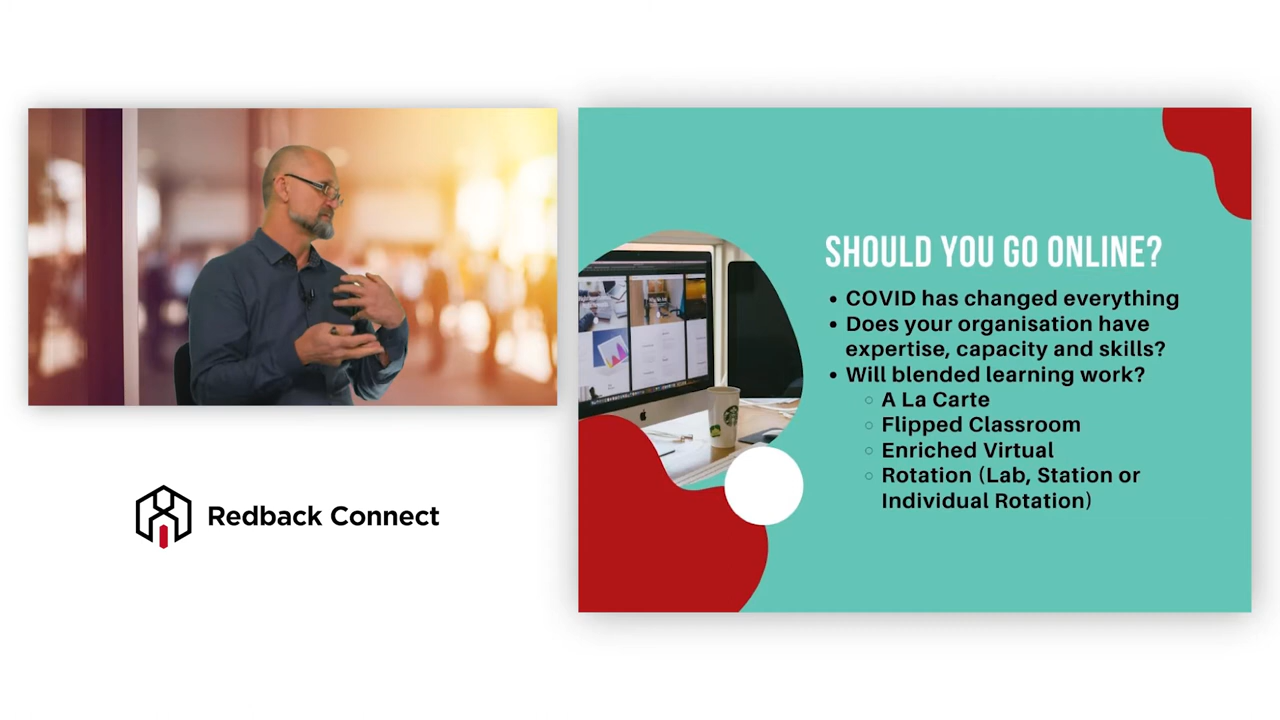 SHOULD YOU GO ONLINE?
COVID has changed everything
Does your organisation have
expertise, capacity and skills?
Will blended learning work?
A La Carte
Flipped Classroom
Enriched Virtual
Rotation (Lab, Station or
Individual Rotation)
Redback Connect